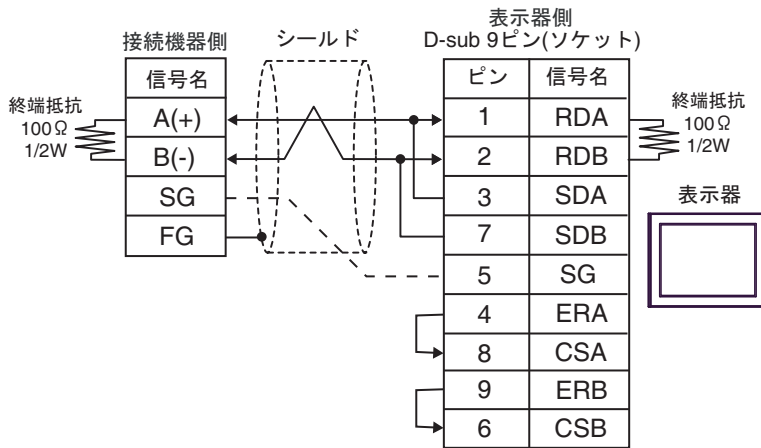 表示器側
接続機器側 シールド D-sub 9ピン(ソケット)
信号名 ピン 信号名
終端抵抗
100Ω
1/2W
A(+) 1 RDA
B(-) 2 RDB
終端抵抗
100Ω
1/2W
SG 3 SDA
表示器
FG 7 SDB
5 SG
4 ERA
8 CSA
9 ERB
6 CSB